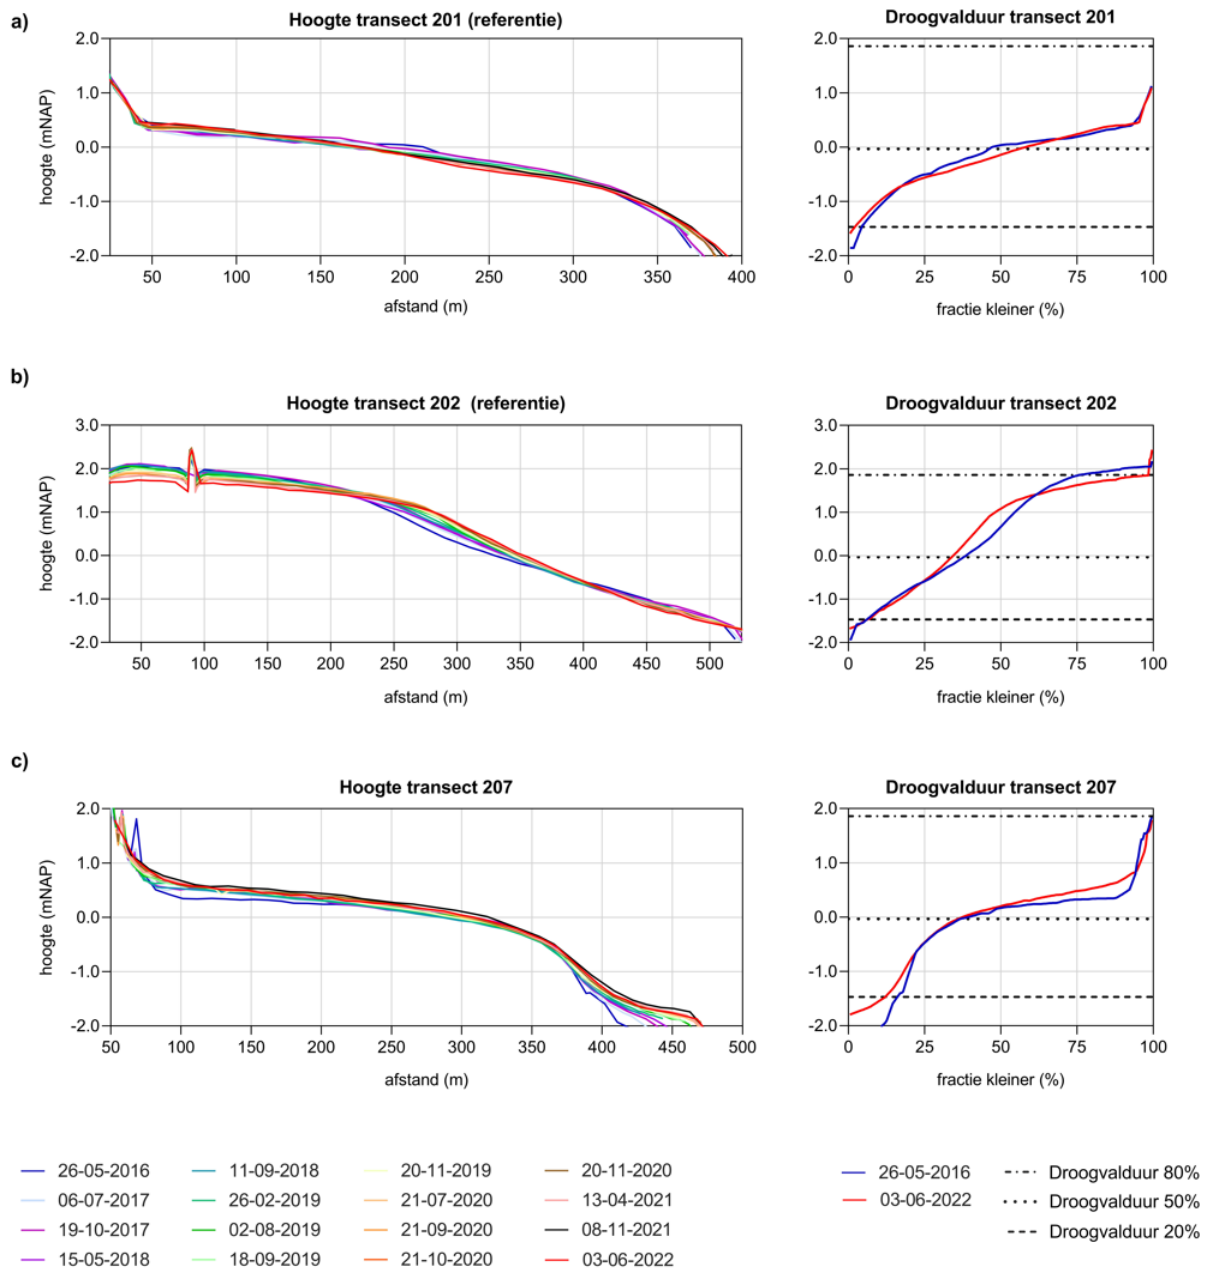 a)
Hoogte transect 201 (referentie)
Droogvalduur transect 201
hoogte (mNAP)
2.0
1.0
0.0
-1.0
-2.0
50 100 150 200 250 300 350 400
afstand (m)
2.0
1.0
0.0
-1.0
-2.0
0 25 50 75 100
fractie kleiner (%)
b)
Hoogte transect 202 (referentie)
Droogvalduur transect 202
hoogte (mNAP)
3.0
2.0
1.0
0.0
-1.0
-2.0
50 100 150 200 250 300 350 400 450 500
afstand (m)
3.0
2.0
1.0
0.0
-1.0
-2.0
0 25 50 75 100
fractie kleiner (%)
c)
Hoogte transect 207
Droogvalduur transect 207
hoogte (mNAP)
2.0
1.0
0.0
-1.0
-2.0
50 100 150 200 250 300 350 400 450 500
afstand (m)
2.0
1.0
0.0
-1.0
-2.0
0 25 50 75 100
fractie kleiner (%)
26-05-2016
06-07-2017
19-10-2017
15-05-2018
11-09-2018
26-02-2019
02-08-2019
18-09-2019
20-11-2019
21-07-2020
21-09-2020
21-10-2020
20-11-2020
13-04-2021
08-11-2021
03-06-2022
26-05-2016
03-06-2022
Droogvalduur 80%
Droogvalduur 50%
Droogvalduur 20%